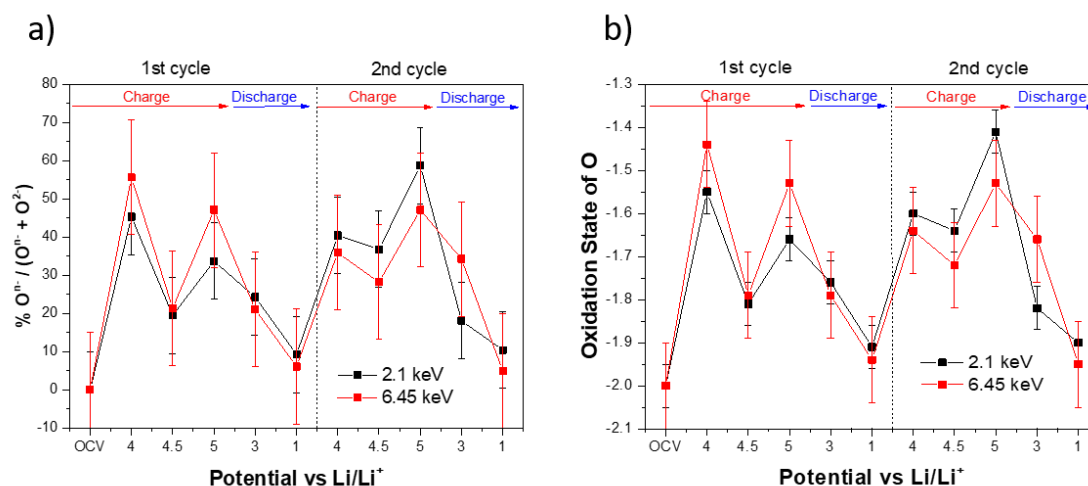 a)
1st cycle
2nd cycle
Charge
Discharge
Charge
Discharge
80
70
60
50
40
30
20
10
0
-10
% Oⁿ⁻ / (Oⁿ⁻ + O²⁻)
2.1 keV
6.45 keV
OCV 4 4.5 5 3 1 4 4.5 5 3 1
Potential vs Li/Li⁺
b)
1st cycle
2nd cycle
Charge
Discharge
Charge
Discharge
-1.3
-1.4
-1.5
-1.6
-1.7
-1.8
-1.9
-2.0
-2.1
Oxidation State of O
2.1 keV
6.45 keV
OCV 4 4.5 5 3 1 4 4.5 5 3 1
Potential vs Li/Li⁺